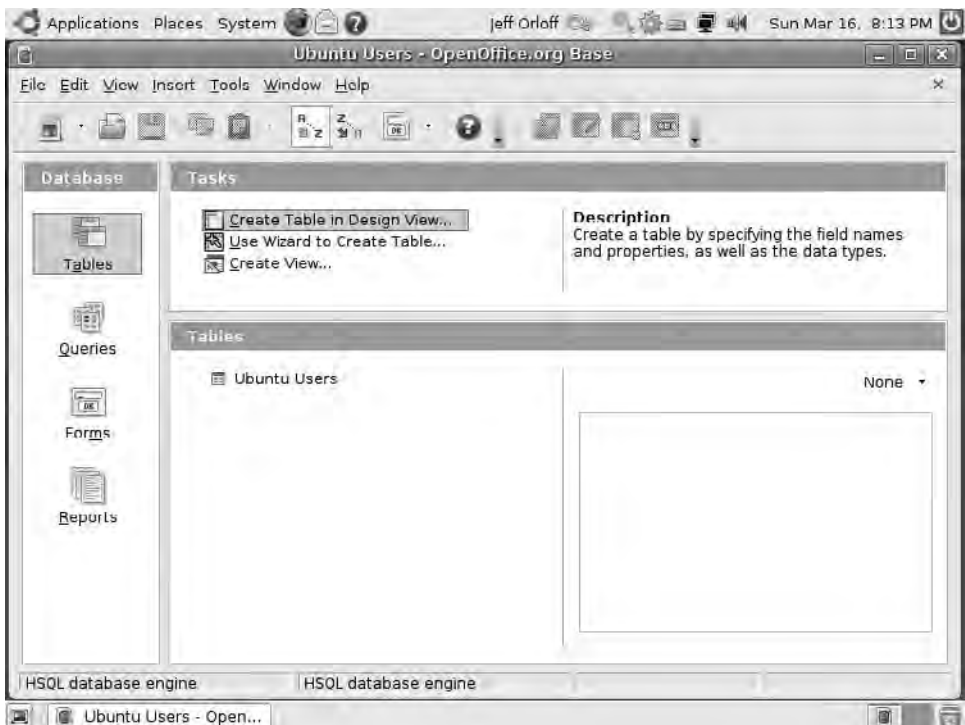 Applications Places System Jeff Orloff Sun Mar 16, 8:13 PM
Ubuntu Users - OpenOffice.org Base
File Edit View Insert Tools Window Help
Database
Tables
Queries
Forms
Reports
Tasks
Create Table in Design View...
Use Wizard to Create Table...
Create View...
Description
Create a table by specifying the field names
and properties, as well as the data types.
Tables
Ubuntu Users
None
HSQL database engine HSQL database engine
Ubuntu Users - Open...